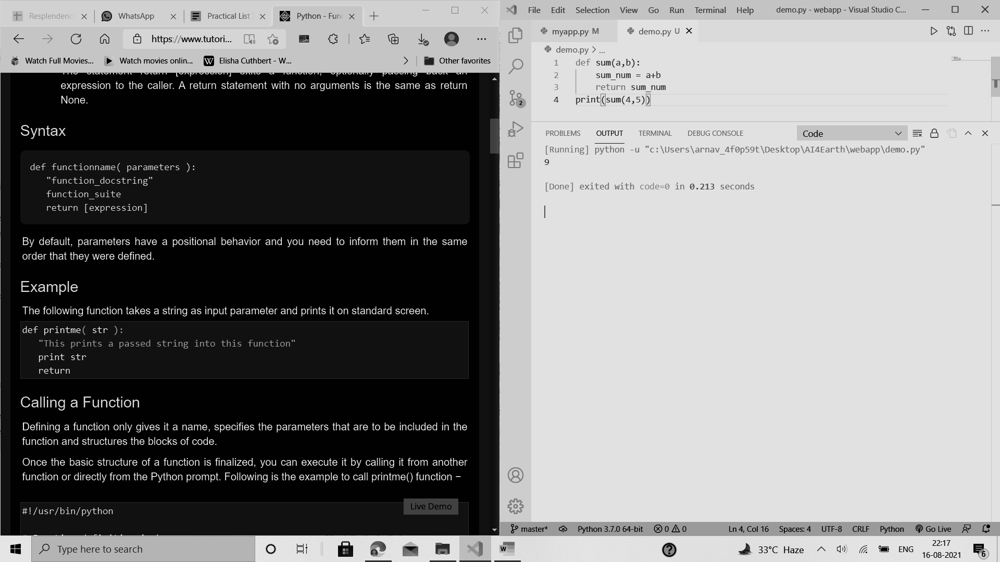 Resplendenc
WhatsApp
Practical List
Python - Fun
https://www.tutori...
Watch Full Movies...
Watch movies onlin...
Elisha Cuthbert - W...
Other favorites
The statement return [expression] exits a function, optionally passing back an
expression to the caller. A return statement with no arguments is the same as return
None.
Syntax
def functionname( parameters ):
"function_docstring"
function_suite
return [expression]
By default, parameters have a positional behavior and you need to inform them in the same
order that they were defined.
Example
The following function takes a string as input parameter and prints it on standard screen.
def printme( str ):
"This prints a passed string into this function"
print str
return
Calling a Function
Defining a function only gives it a name, specifies the parameters that are to be included in the
function and structures the blocks of code.
Once the basic structure of a function is finalized, you can execute it by calling it from another
function or directly from the Python prompt. Following is the example to call printme() function −
Live Demo
#!/usr/bin/python
File Edit Selection View Go Run Terminal Help demo.py - webapp - Visual Studio C...
myapp.py M
demo.py U
demo.py > ...
1 def sum(a,b):
2 sum_num = a+b
3 return sum_num
4 print(sum(4,5))
2
PROBLEMS OUTPUT TERMINAL DEBUG CONSOLE Code
[Running] python -u "c:\Users\arnav_4f0p59t\Desktop\AI4Earth\webapp\demo.py"
9
[Done] exited with code=0 in 0.213 seconds
master* Python 3.7.0 64-bit 0 0 Ln 4, Col 16 Spaces: 4 UTF-8 CRLF Python Go Live
Type here to search
33°C Haze
ENG
22:17
16-08-2021
6